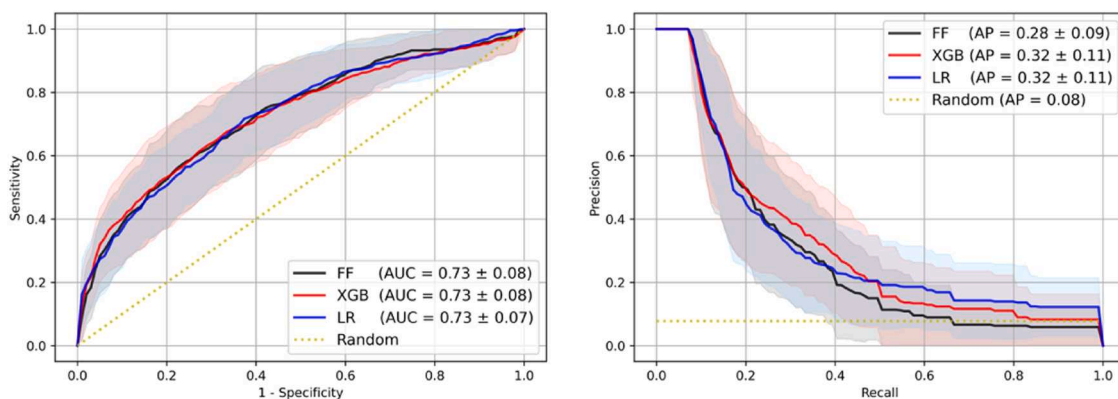 1.0
0.8
0.6
0.4
0.2
0.0
Sensitivity
0.0 0.2 0.4 0.6 0.8 1.0
1 - Specificity
FF (AUC = 0.73 ± 0.08)
XGB (AUC = 0.73 ± 0.08)
LR (AUC = 0.73 ± 0.07)
Random
1.0
0.8
0.6
0.4
0.2
0.0
Precision
0.0 0.2 0.4 0.6 0.8 1.0
Recall
FF (AP = 0.28 ± 0.09)
XGB (AP = 0.32 ± 0.11)
LR (AP = 0.32 ± 0.11)
Random (AP = 0.08)